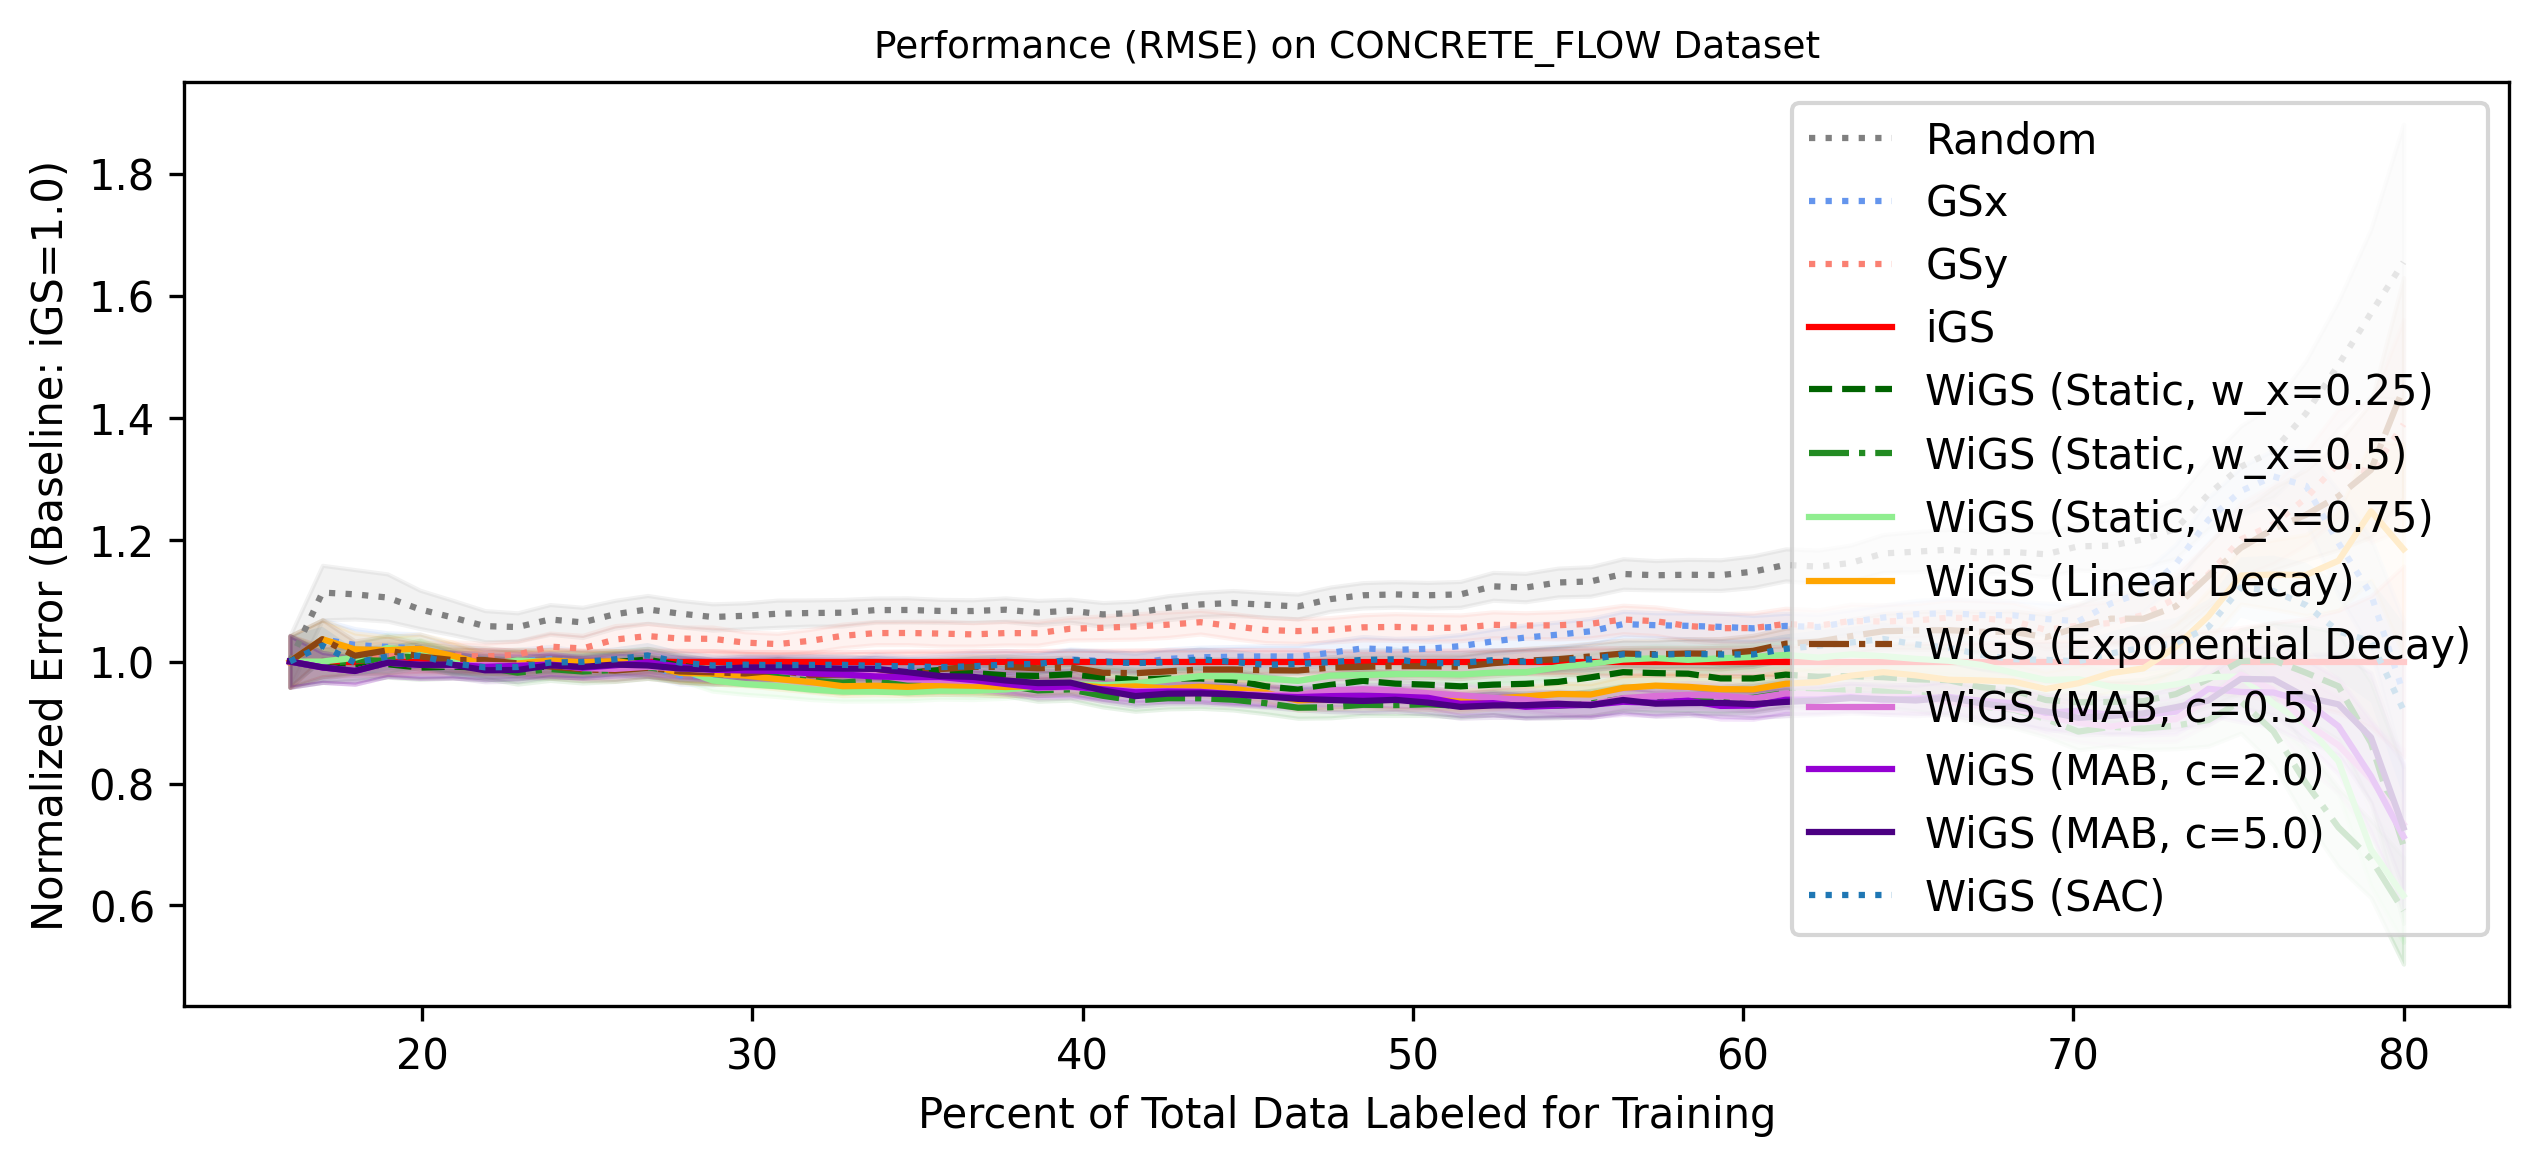 Performance (RMSE) on CONCRETE_FLOW Dataset
Normalized Error (Baseline: iGS=1.0)
1.8
1.6
1.4
1.2
1.0
0.8
0.6
Random
GSx
GSy
iGS
WiGS (Static, w_x=0.25)
WiGS (Static, w_x=0.5)
WiGS (Static, w_x=0.75)
WiGS (Linear Decay)
WiGS (Exponential Decay)
WiGS (MAB, c=0.5)
WiGS (MAB, c=2.0)
WiGS (MAB, c=5.0)
WiGS (SAC)
20 30 40 50 60 70 80
Percent of Total Data Labeled for Training